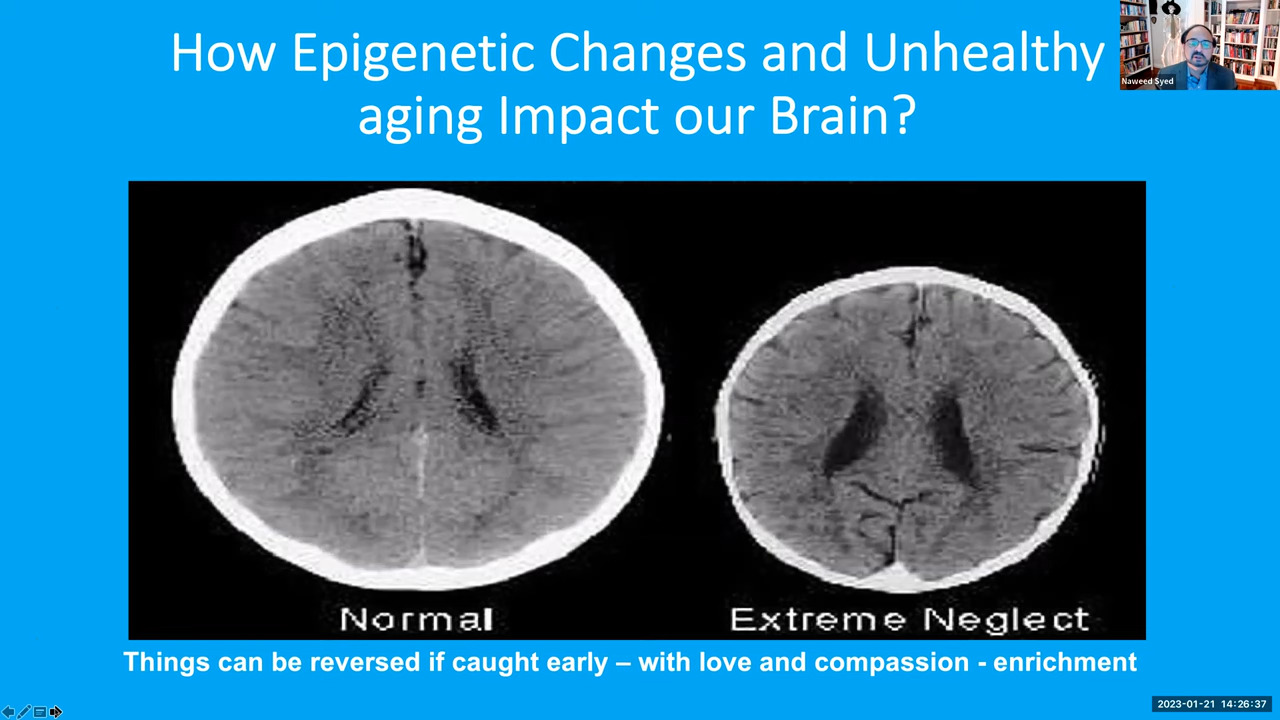 How Epigenetic Changes and Unhealthy
aging Impact our Brain?
Naweed Syed
Normal
Extreme Neglect
Things can be reversed if caught early – with love and compassion - enrichment
2023-01-21 14:26:37